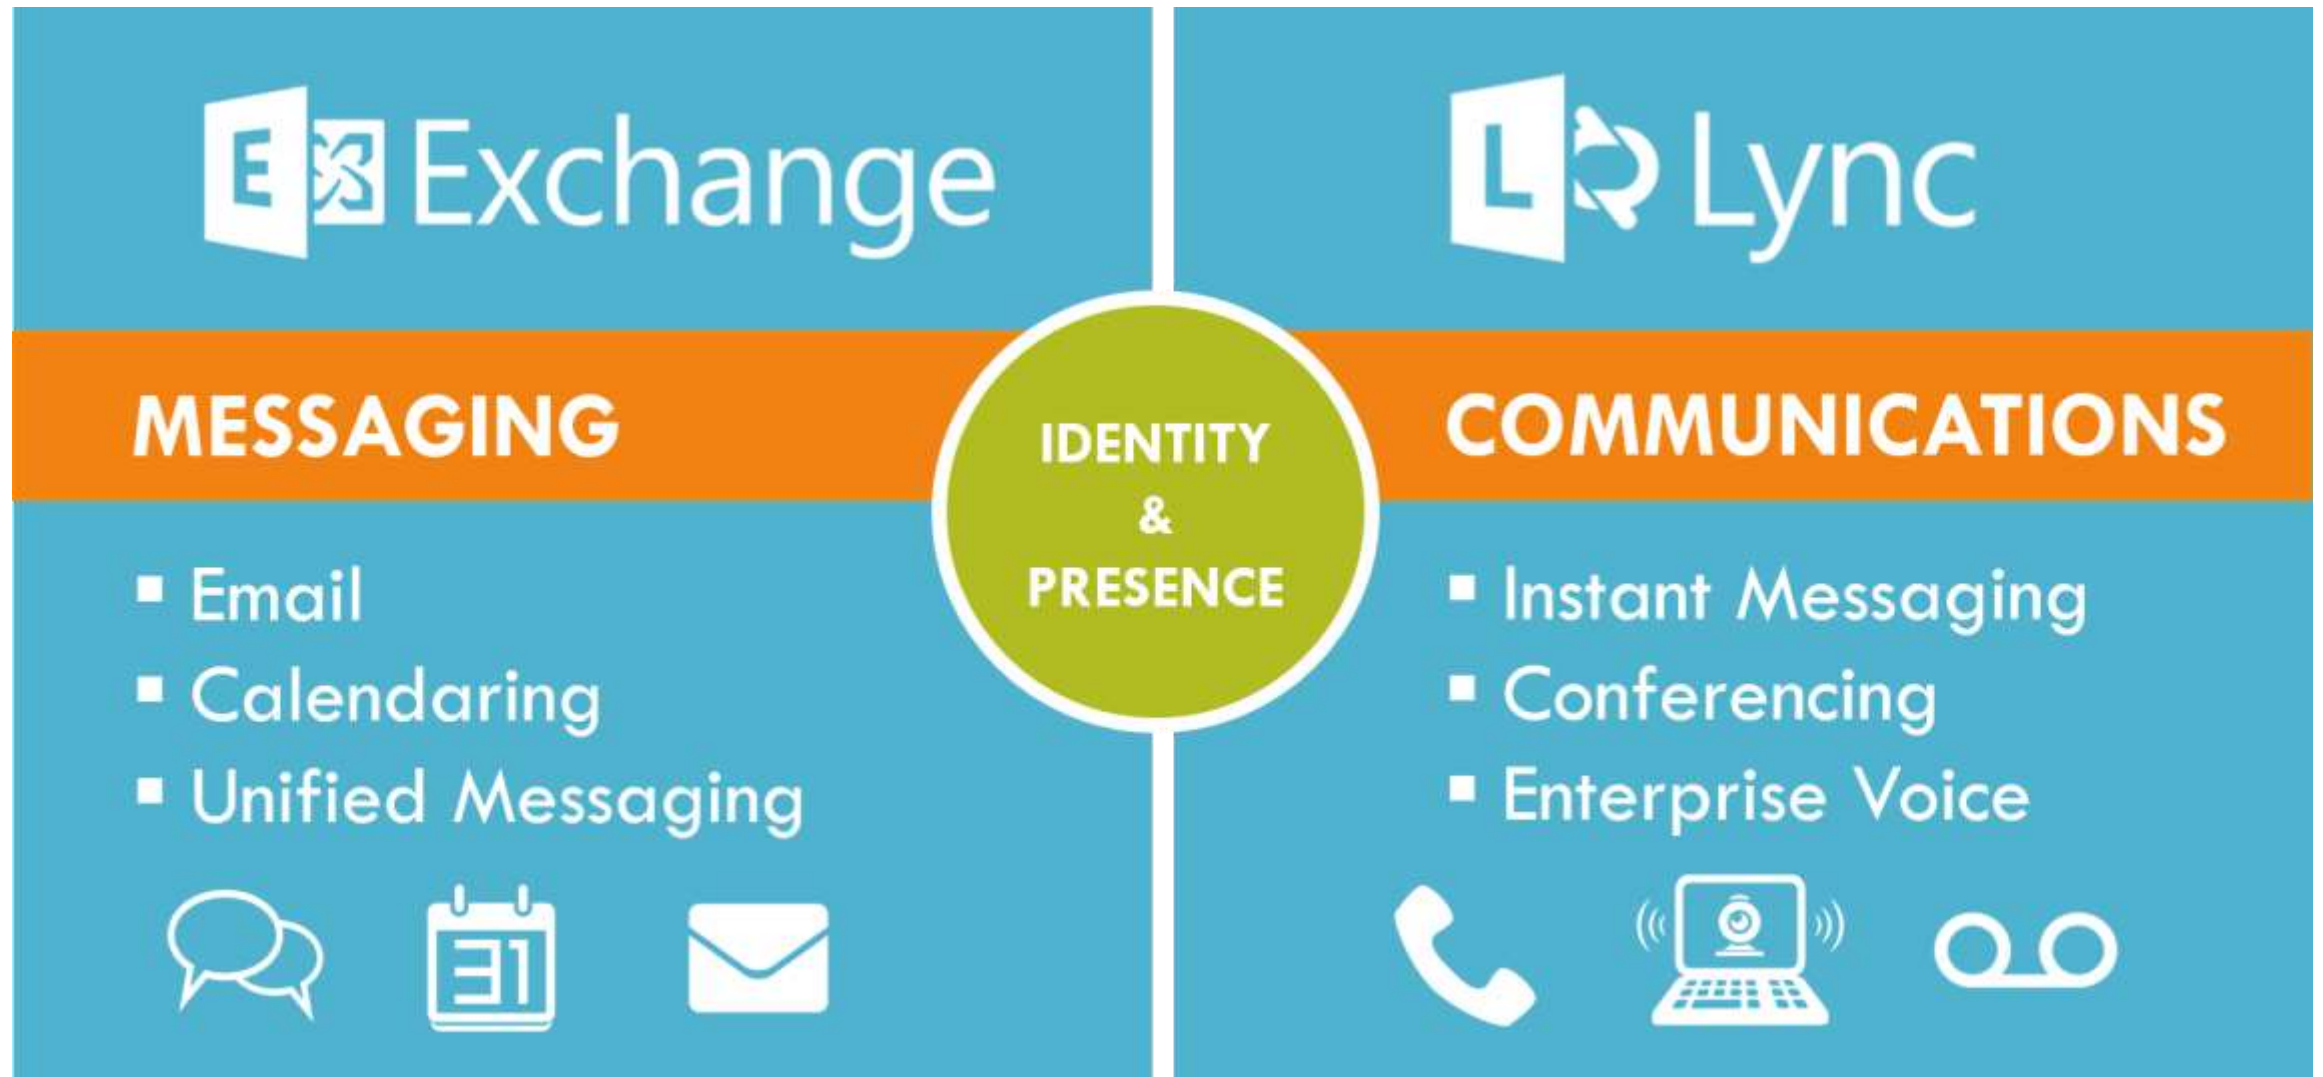 E Exchange
MESSAGING
▪ Email
▪ Calendaring
▪ Unified Messaging
31
IDENTITY
&
PRESENCE
L Lync
COMMUNICATIONS
▪ Instant Messaging
▪ Conferencing
▪ Enterprise Voice